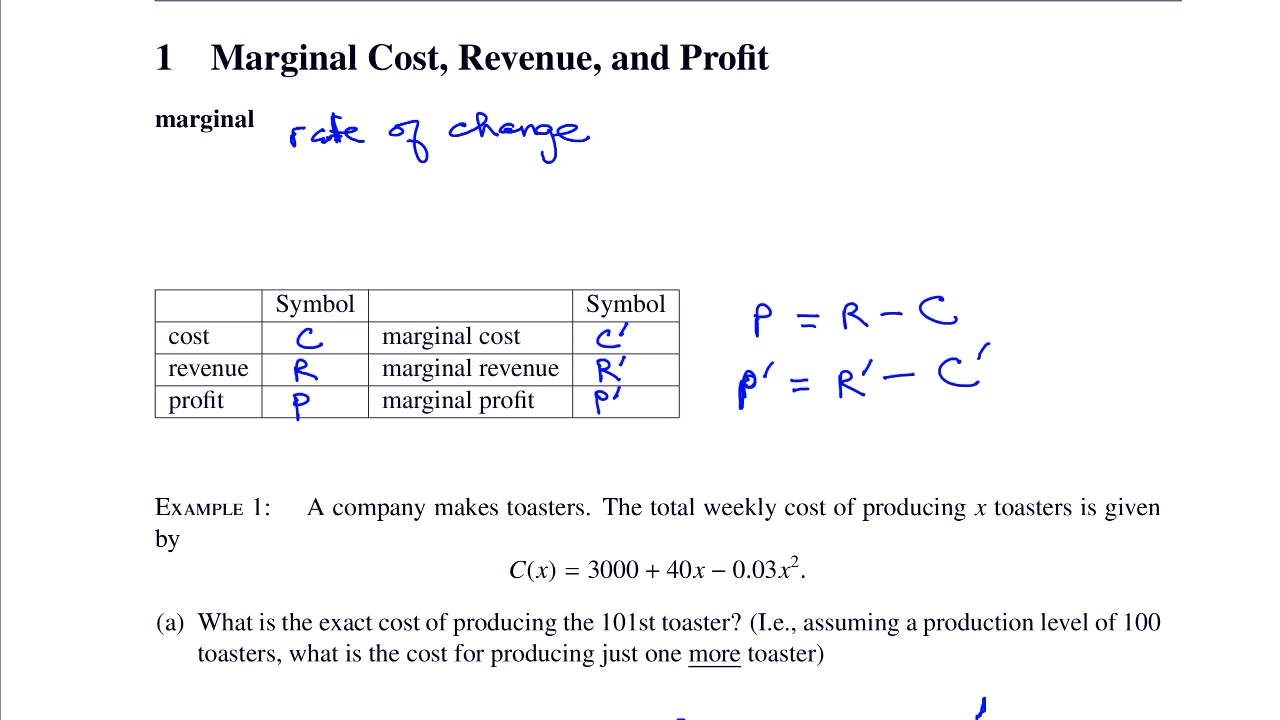 1 Marginal Cost, Revenue, and Profit
marginal rate of change
Symbol Symbol
cost C marginal cost C′
revenue R marginal revenue R′
profit P marginal profit P′
P = R − C
P′ = R′ − C′
EXAMPLE 1: A company makes toasters. The total weekly cost of producing x toasters is given
by
C(x) = 3000 + 40x − 0.03x².
(a) What is the exact cost of producing the 101st toaster? (I.e., assuming a production level of 100
toasters, what is the cost for producing just one more toaster)